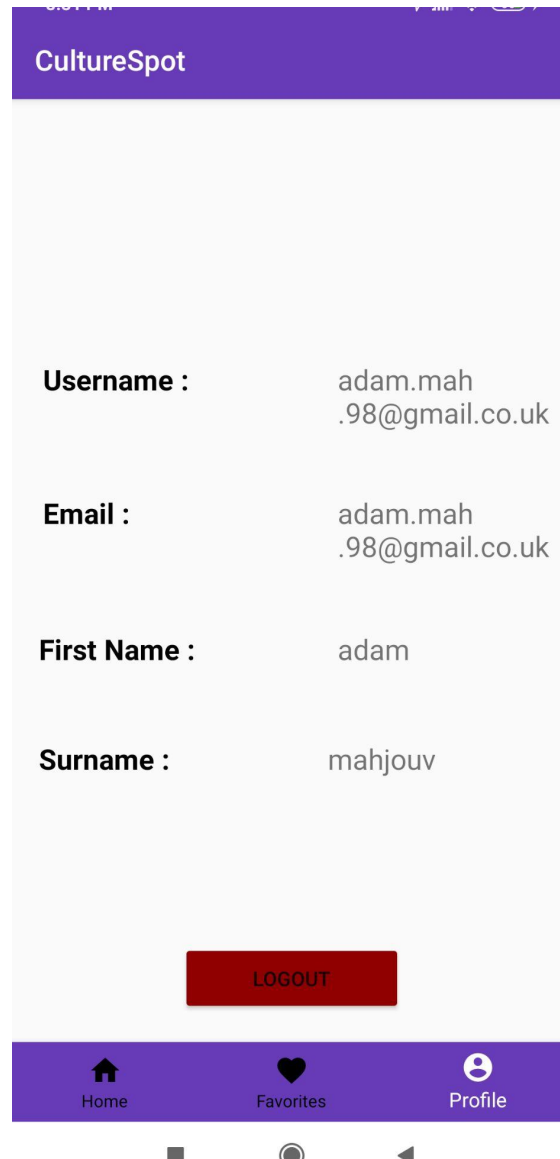 CultureSpot
Username :
adam.mah
.98@gmail.co.uk
Email :
adam.mah
.98@gmail.co.uk
First Name :
adam
Surname :
mahjouv
LOGOUT
Home
Favorites
Profile